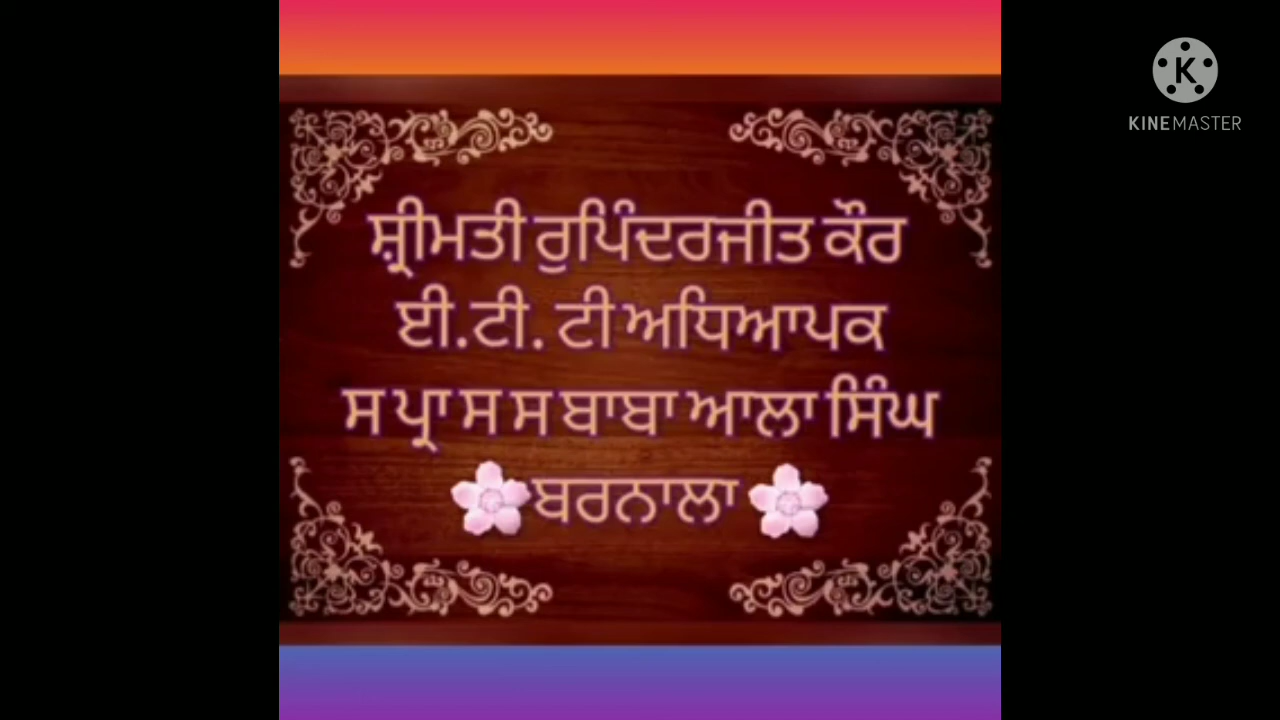 K
KINEMASTER
ਸ਼੍ਰੀਮਤੀ ਰੁਪਿੰਦਰਜੀਤ ਕੌਰ
ਈ.ਟੀ. ਟੀ ਅਧਿਆਪਕ
ਸ ਪ੍ਰਾ ਸ ਸ ਬਾਬਾ ਆਲਾ ਸਿੰਘ
ਬਰਨਾਲਾ